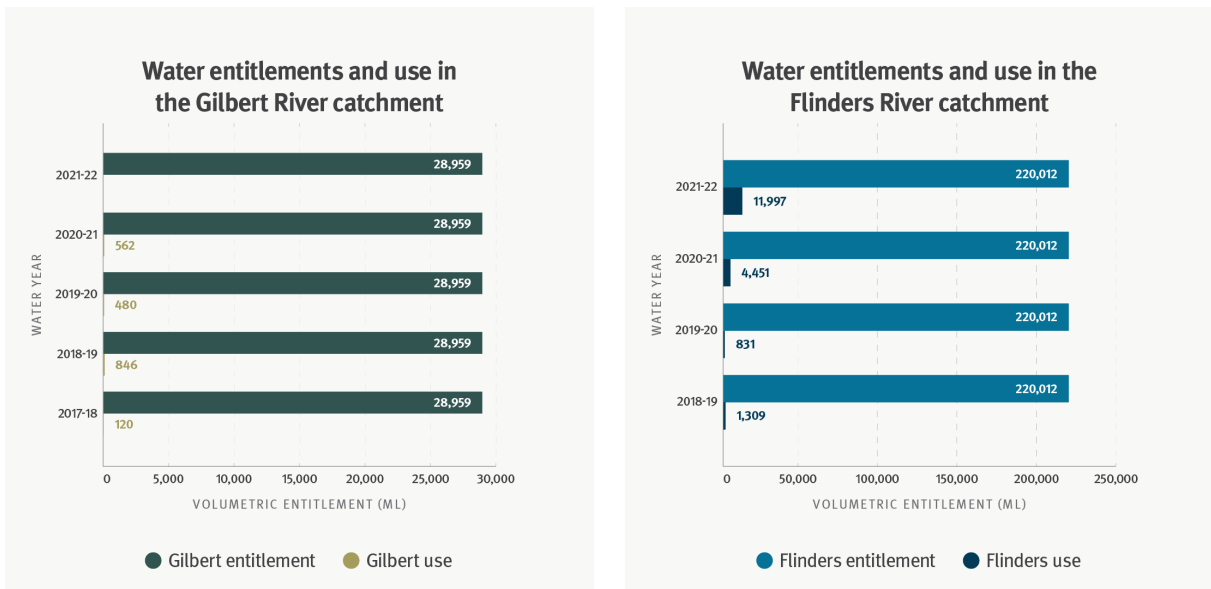 Water entitlements and use in
the Gilbert River catchment
WATER YEAR
2021-22
28,959
2020-21
28,959
562
2019-20
28,959
480
2018-19
28,959
846
2017-18
28,959
120
0 5,000 10,000 15,000 20,000 25,000 30,000
VOLUMETRIC ENTITLEMENT (ML)
Gilbert entitlement Gilbert use
Water entitlements and use in the
Flinders River catchment
WATER YEAR
2021-22
220,012
11,997
2020-21
220,012
4,451
2019-20
220,012
831
2018-19
220,012
1,309
0 50,000 100,000 150,000 200,000 250,000
VOLUMETRIC ENTITLEMENT (ML)
Flinders entitlement Flinders use